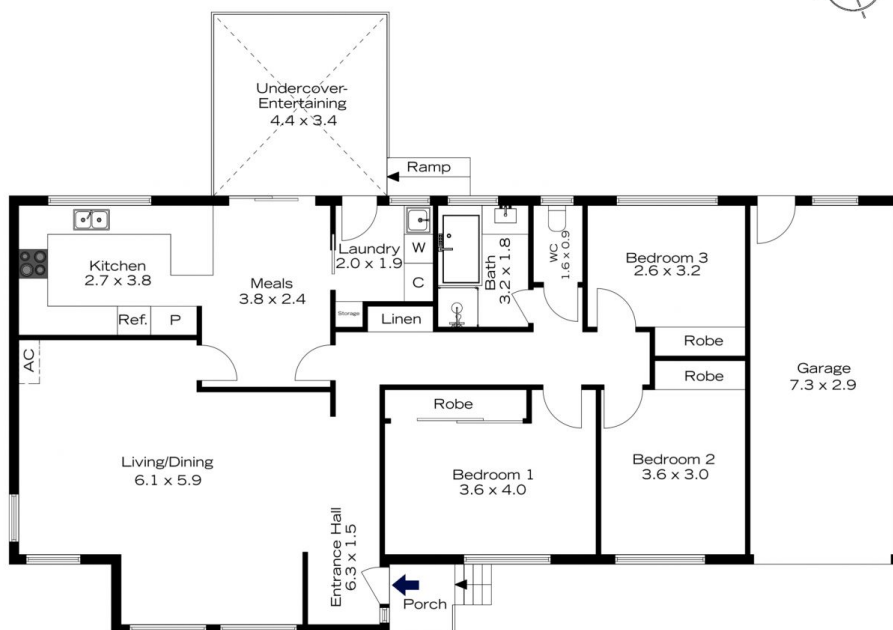 Undercover-
Entertaining
4.4 x 3.4
Ramp
Kitchen
2.7 x 3.8
Ref.
P
Meals
3.8 x 2.4
Laundry
2.0 x 1.9
W
C
Storage
Linen
Bath
3.2 x 1.8
WC
1.6 x 0.9
Bedroom 3
2.6 x 3.2
Robe
Robe
Garage
7.3 x 2.9
AC
Living/Dining
6.1 x 5.9
Robe
Bedroom 1
3.6 x 4.0
Bedroom 2
3.6 x 3.0
Entrance Hall
6.3 x 1.5
Porch